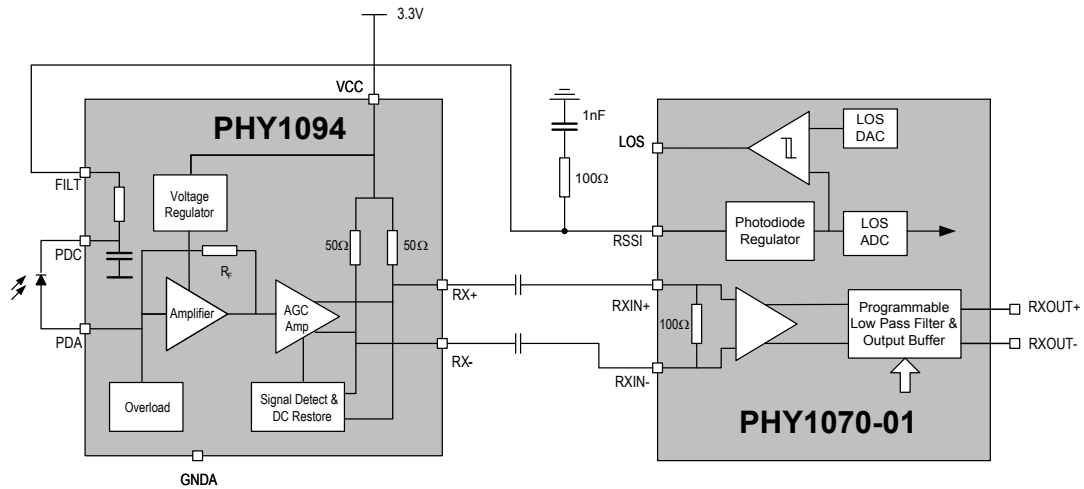 3.3V
VCC
PHY1094
FILT
Voltage
Regulator
PDC
RF
50Ω
50Ω
Amplifier
AGC
Amp
PDA
RX+
RX-
Overload
Signal Detect &
DC Restore
GNDA
1nF
100Ω
LOS
LOS
DAC
RSSI
Photodiode
Regulator
LOS
ADC
RXIN+
100Ω
RXIN-
Programmable
Low Pass Filter &
Output Buffer
RXOUT+
RXOUT-
PHY1070-01